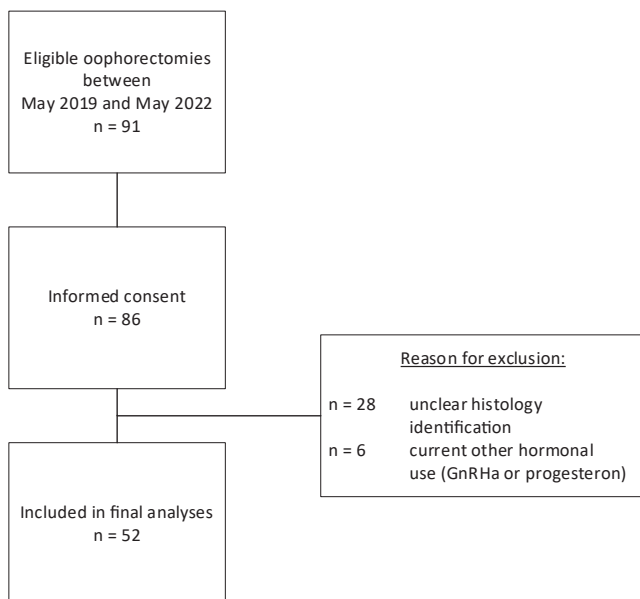 Eligible oophorectomies
between
May 2019 and May 2022
n = 91
Informed consent
n = 86
Reason for exclusion:
n = 28 unclear histology
identification
n = 6 current other hormonal
use (GnRHa or progesteron)
Included in final analyses
n = 52